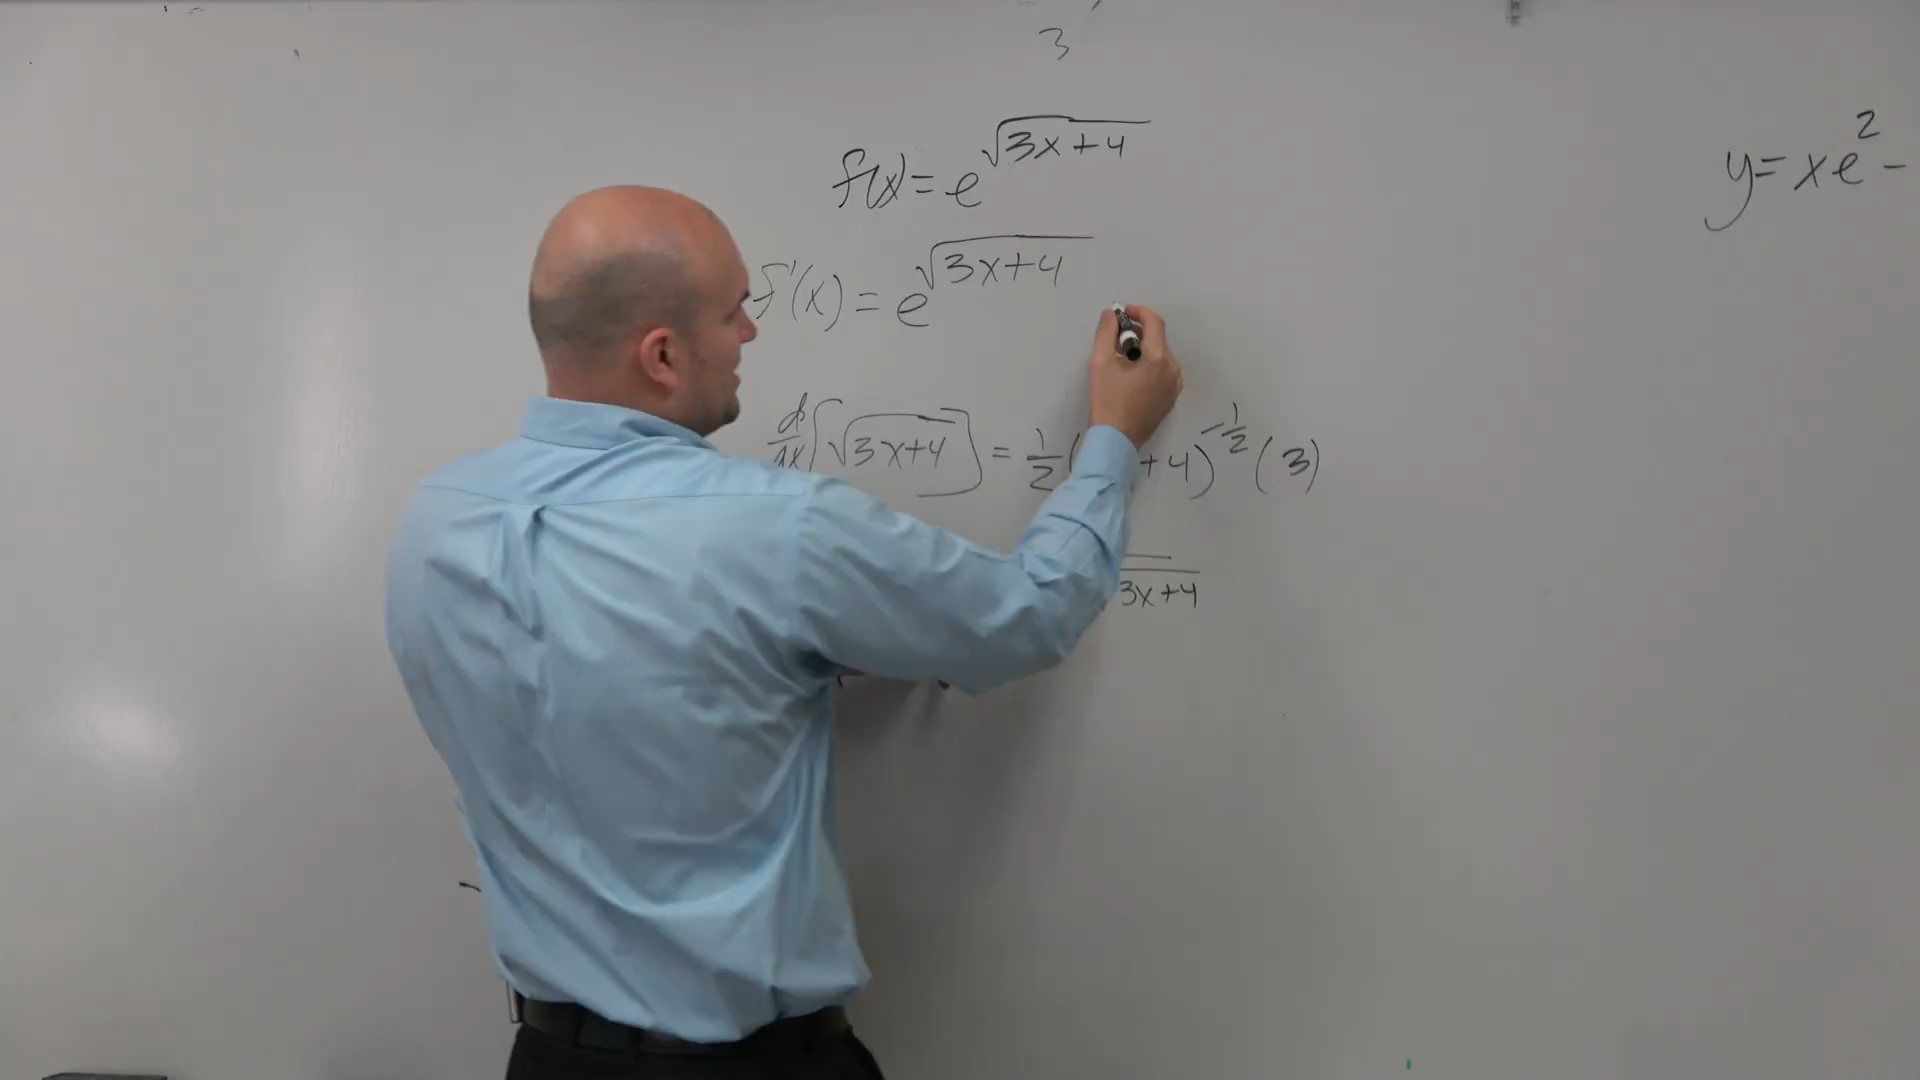 3
f(x) = e^√(3x+4)
y = xe^2 -
f'(x) = e^√(3x+4)
d/dx [√(3x+4)] = 1/2 ( +4)^(-1/2) (3)
3x+4